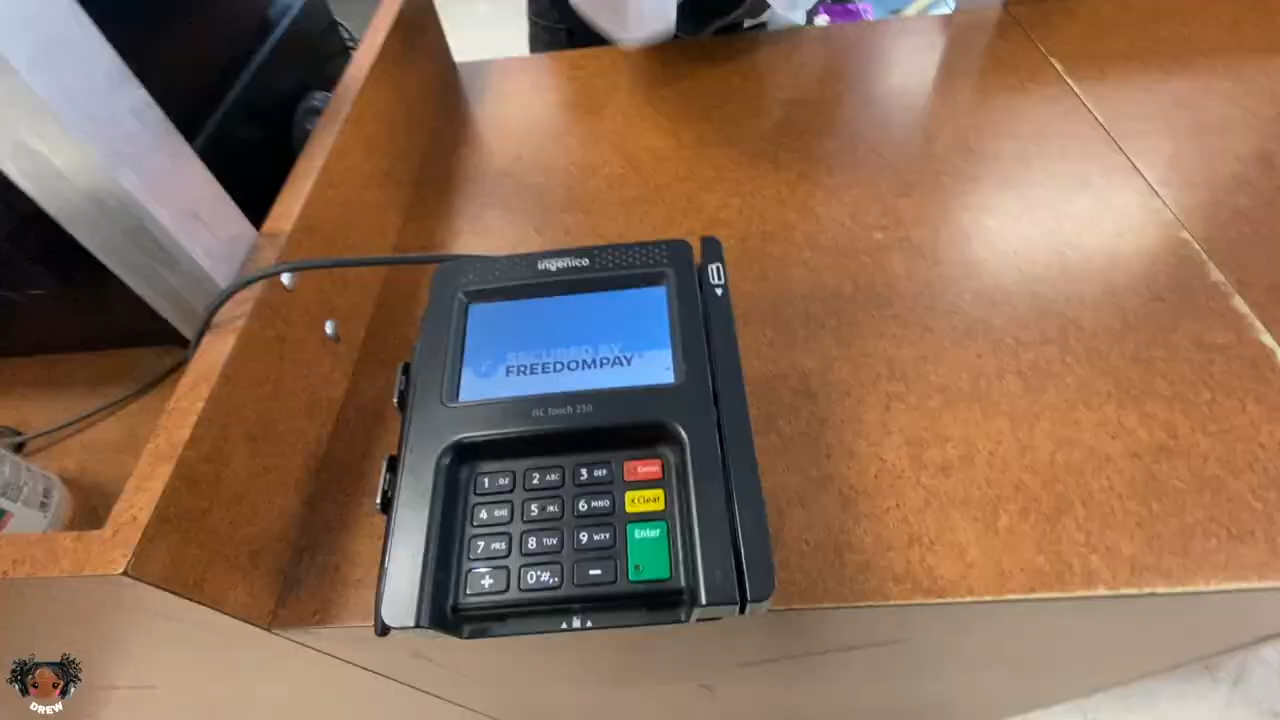 ingenico
SECURED BY
FREEDOMPAY
iSC Touch 250
1 .QZ
2 ABC
3 DEF
Cancel
4 GHI
5 JKL
6 MNO
<Clear
7 PRS
8 TUV
9 WXY
Enter
+
0*#,.
-
DREW